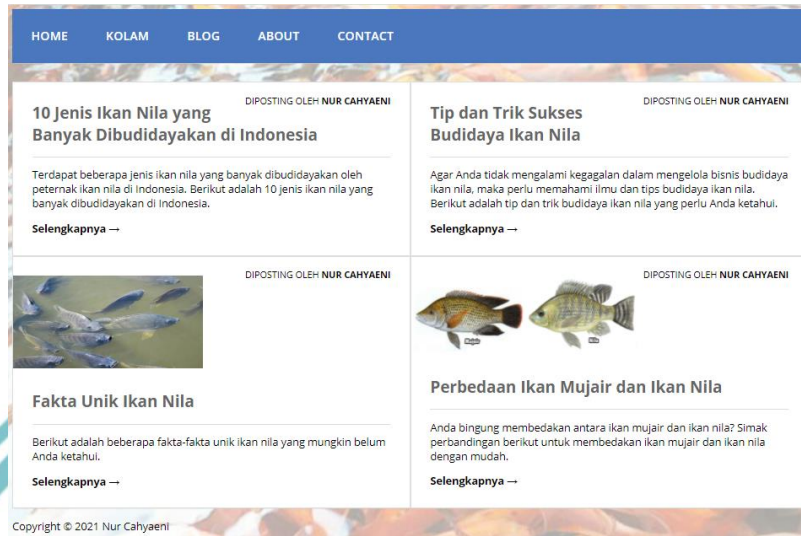 HOME KOLAM BLOG ABOUT CONTACT
DIPOSTING OLEH NUR CAHYAENI
10 Jenis Ikan Nila yang
Banyak Dibudidayakan di Indonesia
Terdapat beberapa jenis ikan nila yang banyak dibudidayakan oleh
peternak ikan nila di Indonesia. Berikut adalah 10 jenis ikan nila yang
banyak dibudidayakan di Indonesia.
Selengkapnya →
DIPOSTING OLEH NUR CAHYAENI
Tip dan Trik Sukses
Budidaya Ikan Nila
Agar Anda tidak mengalami kegagalan dalam mengelola bisnis budidaya
ikan nila, maka perlu memahami ilmu dan tips budidaya ikan nila.
Berikut adalah tip dan trik budidaya ikan nila yang perlu Anda ketahui.
Selengkapnya →
DIPOSTING OLEH NUR CAHYAENI
Fakta Unik Ikan Nila
Berikut adalah beberapa fakta-fakta unik ikan nila yang mungkin belum
Anda ketahui.
Selengkapnya →
DIPOSTING OLEH NUR CAHYAENI
Mujair Nila
Perbedaan Ikan Mujair dan Ikan Nila
Anda bingung membedakan antara ikan mujair dan ikan nila? Simak
perbandingan berikut untuk membedakan ikan mujair dan ikan nila
dengan mudah.
Selengkapnya →
Copyright © 2021 Nur Cahyaeni